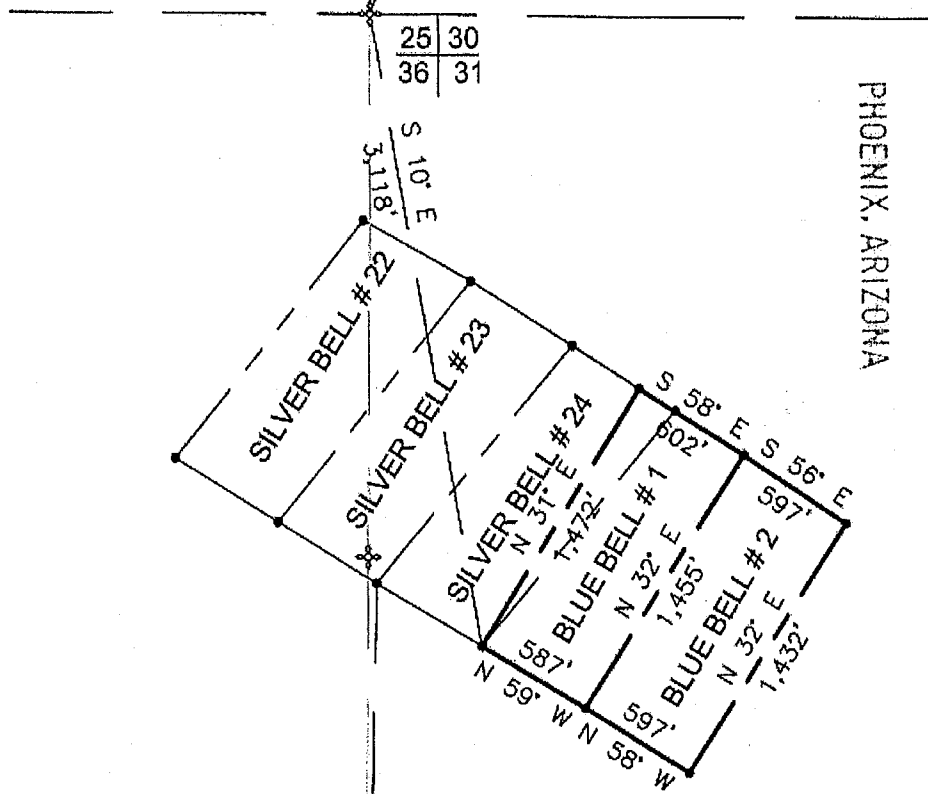 25 30
36 31
PHOENIX, ARIZONA
S 10° E
3,118'
SILVER BELL # 22
SILVER BELL # 23
SILVER BELL # 24
N 31° E
1,472'
S 58° E
602'
S 56° E
597'
BLUE BELL # 1
N 32° E
1,455'
BLUE BELL # 2
N 32° E
1,432'
587'
N 59° W
597'
N 58° W